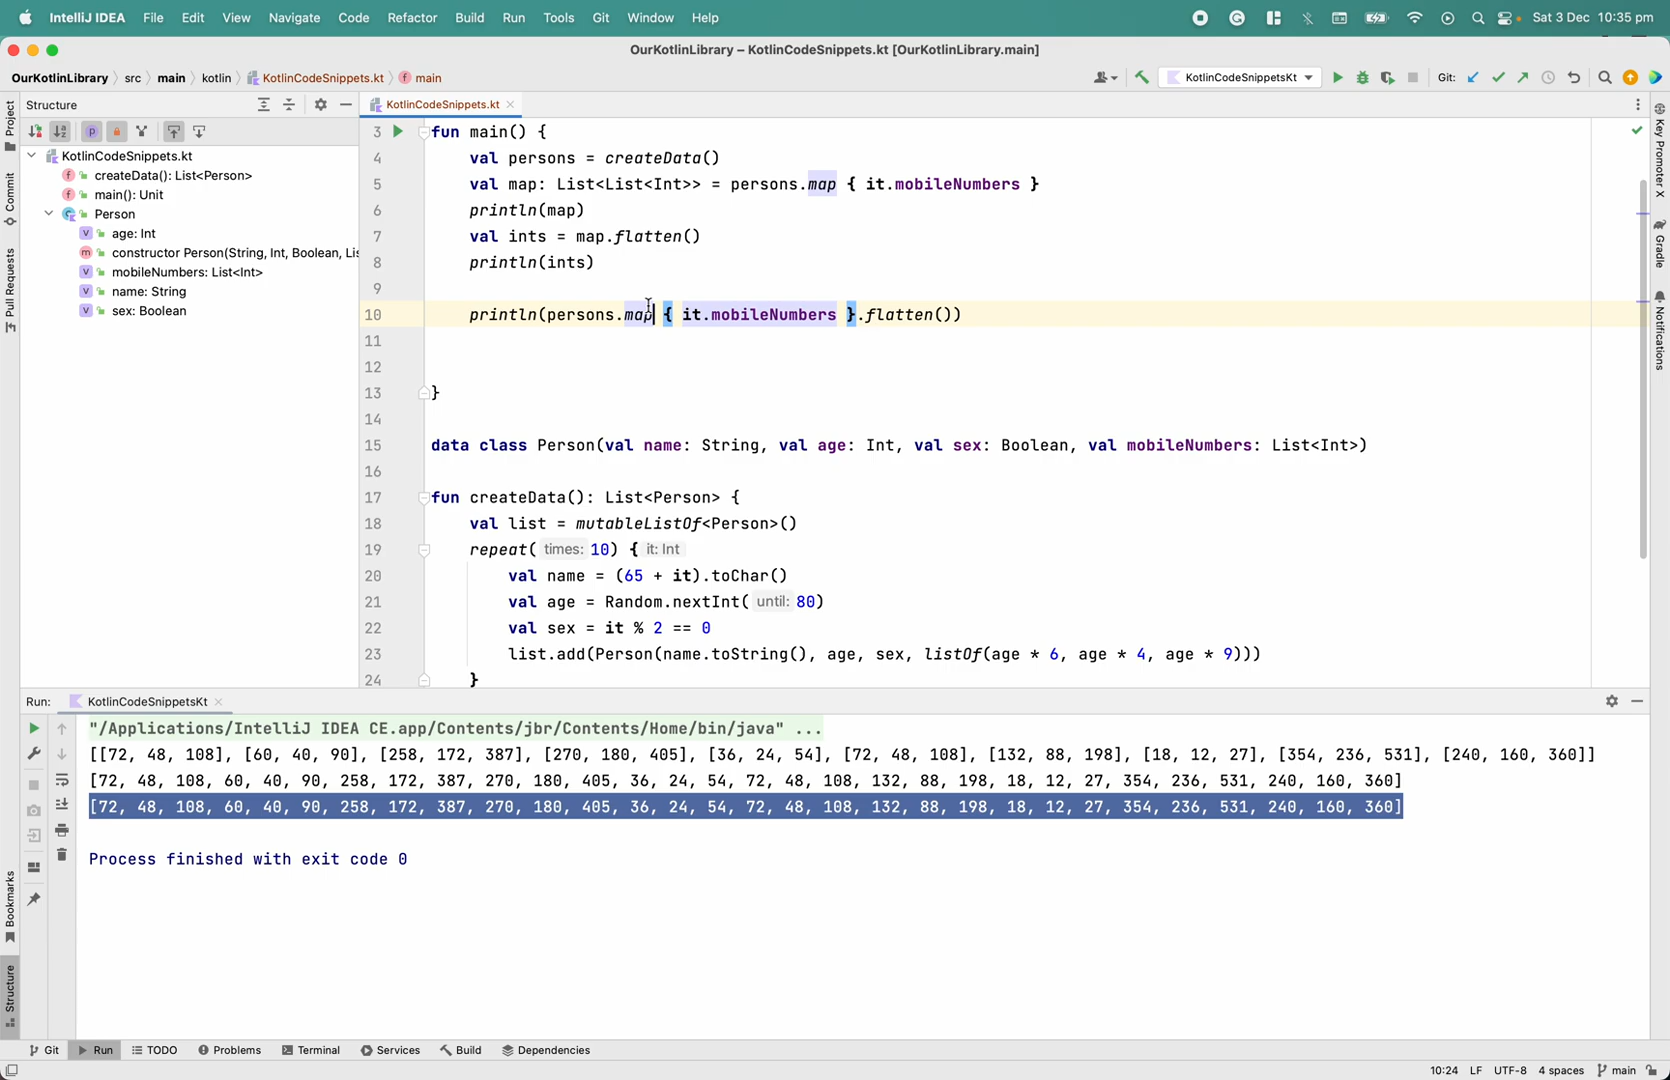 IntelliJ IDEA File Edit View Navigate Code Refactor Build Run Tools Git Window Help Sat 3 Dec 10:35 pm
OurKotlinLibrary – KotlinCodeSnippets.kt [OurKotlinLibrary.main]
OurKotlinLibrary src main kotlin KotlinCodeSnippets.kt main KotlinCodeSnippetsKt Git:
Structure
KotlinCodeSnippets.kt
Project
Commit
Pull Requests
Bookmarks
Structure
KotlinCodeSnippets.kt
createData(): List<Person>
main(): Unit
Person
age: Int
constructor Person(String, Int, Boolean, Lis
mobileNumbers: List<Int>
name: String
sex: Boolean
3 fun main() {
4 val persons = createData()
5 val map: List<List<Int>> = persons.map { it.mobileNumbers }
6 println(map)
7 val ints = map.flatten()
8 println(ints)
9
10 println(persons.map { it.mobileNumbers }.flatten())
11
12
13 }
14
15 data class Person(val name: String, val age: Int, val sex: Boolean, val mobileNumbers: List<Int>)
16
17 fun createData(): List<Person> {
18 val list = mutableListOf<Person>()
19 repeat( times: 10) { it: Int
20 val name = (65 + it).toChar()
21 val age = Random.nextInt( until: 80)
22 val sex = it % 2 == 0
23 list.add(Person(name.toString(), age, sex, listOf(age * 6, age * 4, age * 9)))
24 }
Key Promoter X
Gradle
Notifications
Run: KotlinCodeSnippetsKt
"/Applications/IntelliJ IDEA CE.app/Contents/jbr/Contents/Home/bin/java" ...
[[72, 48, 108], [60, 40, 90], [258, 172, 387], [270, 180, 405], [36, 24, 54], [72, 48, 108], [132, 88, 198], [18, 12, 27], [354, 236, 531], [240, 160, 360]]
[72, 48, 108, 60, 40, 90, 258, 172, 387, 270, 180, 405, 36, 24, 54, 72, 48, 108, 132, 88, 198, 18, 12, 27, 354, 236, 531, 240, 160, 360]
[72, 48, 108, 60, 40, 90, 258, 172, 387, 270, 180, 405, 36, 24, 54, 72, 48, 108, 132, 88, 198, 18, 12, 27, 354, 236, 531, 240, 160, 360]
Process finished with exit code 0
Git Run TODO Problems Terminal Services Build Dependencies
10:24 LF UTF-8 4 spaces main